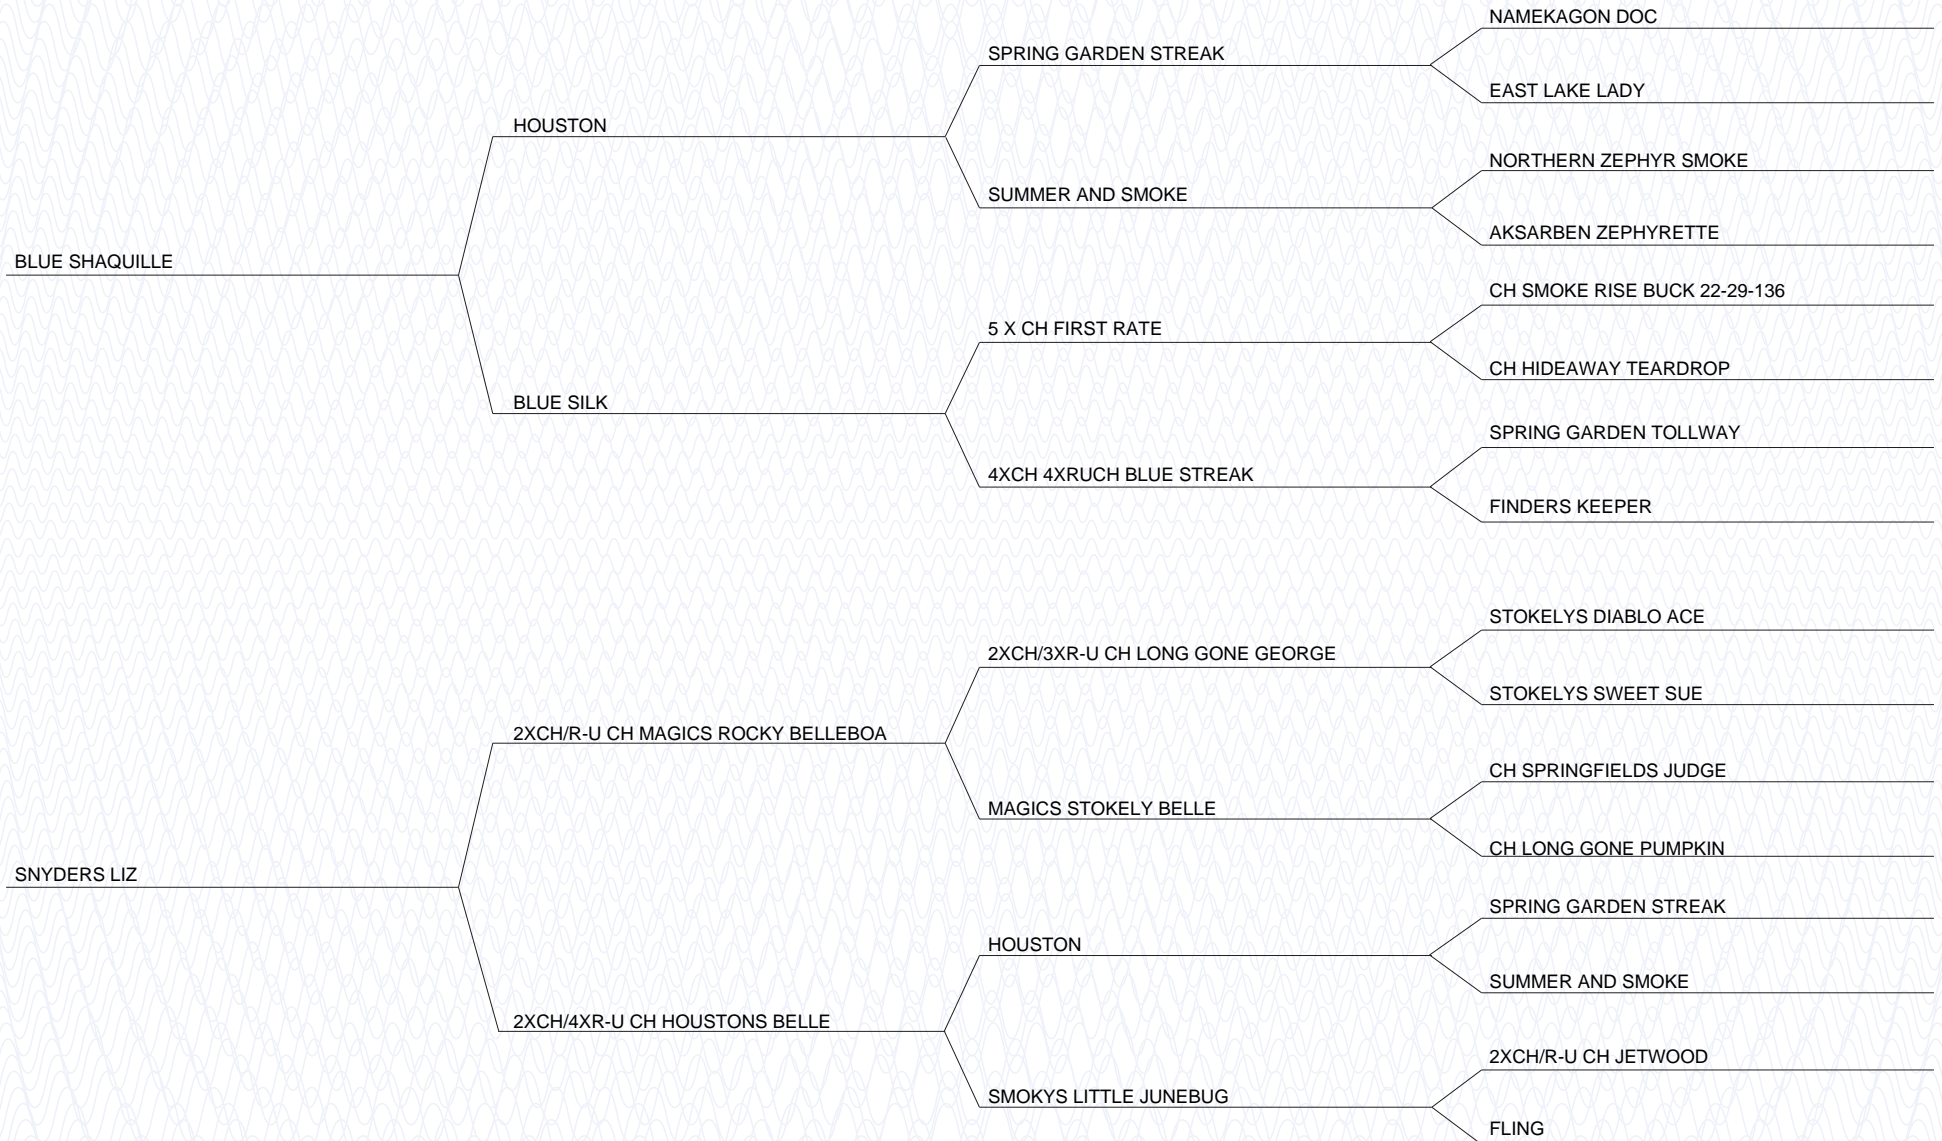 NAMEKAGON DOC
SPRING GARDEN STREAK
EAST LAKE LADY
HOUSTON
NORTHERN ZEPHYR SMOKE
SUMMER AND SMOKE
AKSARBEN ZEPHYRETTE
BLUE SHAQUILLE
CH SMOKE RISE BUCK 22-29-136
5 X CH FIRST RATE
CH HIDEAWAY TEARDROP
BLUE SILK
SPRING GARDEN TOLLWAY
4XCH 4XRUCH BLUE STREAK
FINDERS KEEPER
STOKELYS DIABLO ACE
2XCH/3XR-U CH LONG GONE GEORGE
STOKELYS SWEET SUE
2XCH/R-U CH MAGICS ROCKY BELLEBOA
CH SPRINGFIELDS JUDGE
MAGICS STOKELY BELLE
CH LONG GONE PUMPKIN
SNYDERS LIZ
SPRING GARDEN STREAK
HOUSTON
SUMMER AND SMOKE
2XCH/4XR-U CH HOUSTONS BELLE
2XCH/R-U CH JETWOOD
SMOKYS LITTLE JUNEBUG
FLING